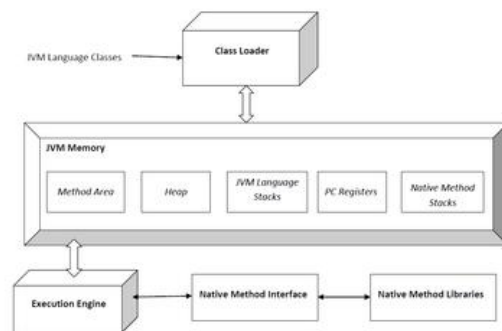 Class Loader
JVM Language Classes
JVM Memory
Method Area
Heap
JVM Language
Stacks
PC Registers
Native Method
Stacks
Execution Engine
Native Method Interface
Native Method Libraries